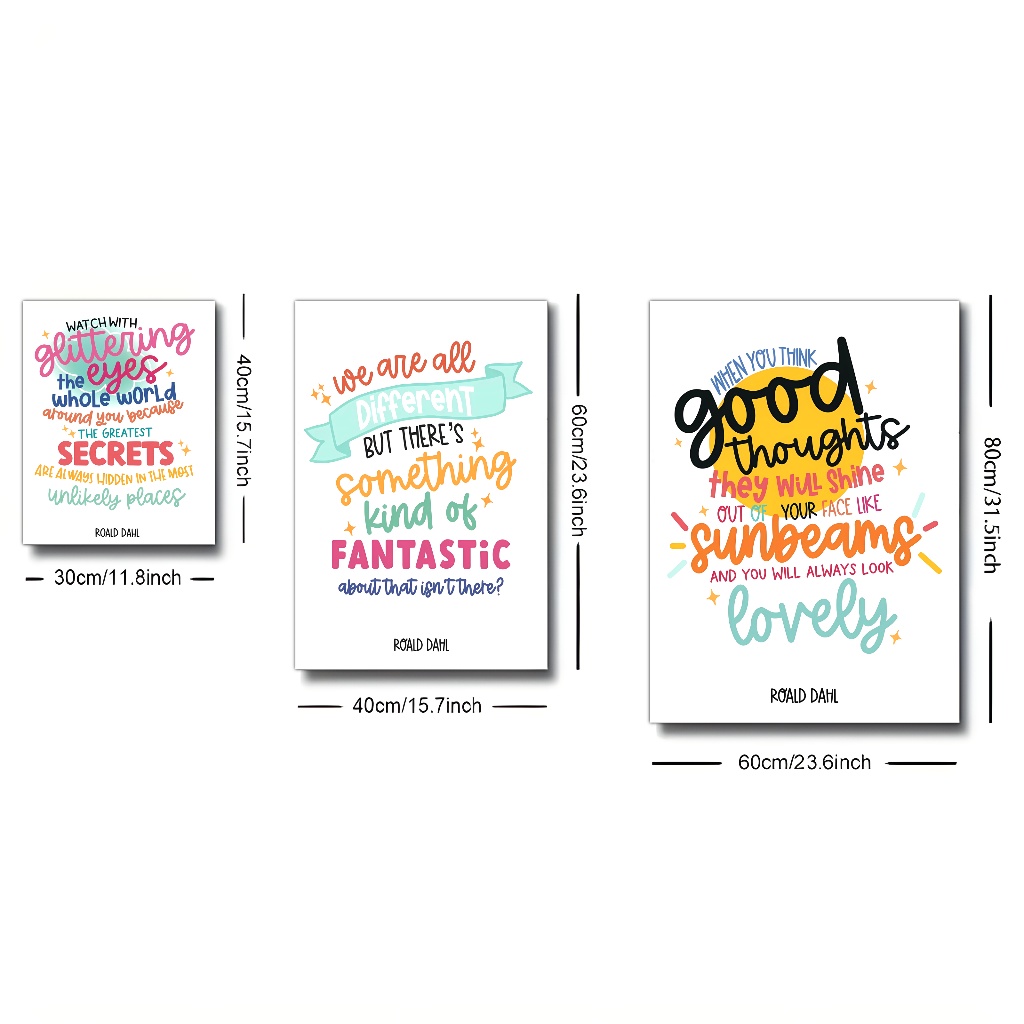 WATCH WITH
glittering
eyes
the
whole world
around you because
THE GREATEST
SECRETS
ARE ALWAYS HIDDEN IN THE MOST
unlikely places
ROALD DAHL
40cm/15.7inch
30cm/11.8inch
we are all
Different
BUT THERE'S
something
kind of
FANTASTiC
about that isn't there?
ROALD DAHL
60cm/23.6inch
40cm/15.7inch
WHEN YOU THINK
good
thoughts
they WiLL Shine
OUT OF YOUR FACE LIKE
sunbeams
AND YOU WILL ALWAYS LOOK
lovely
ROALD DAHL
80cm/31.5inch
60cm/23.6inch